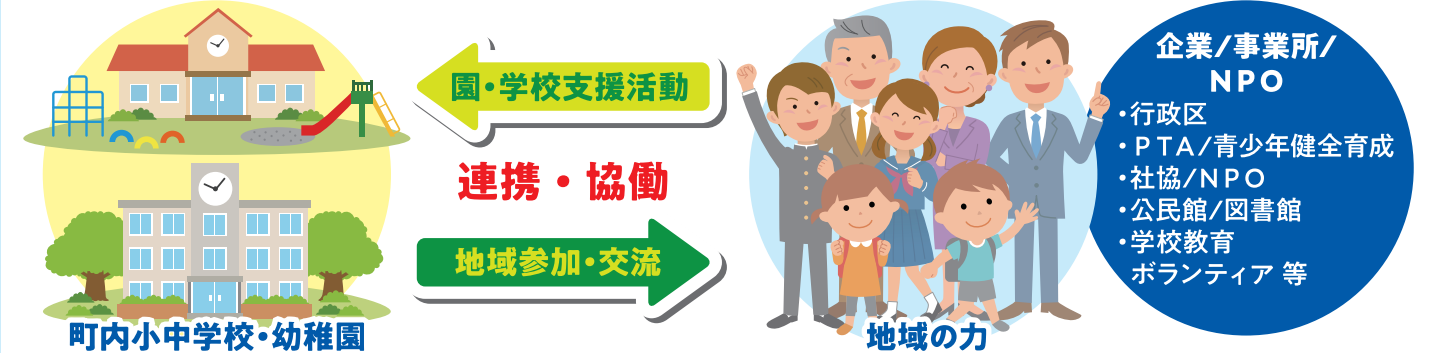 園・学校支援活動
連携・協働
地域参加・交流
町内小中学校・幼稚園
地域の力
企業/事業所/
NPO
・行政区
・PTA/青少年健全育成
・社協/NPO
・公民館/図書館
・学校教育
ボランティア 等